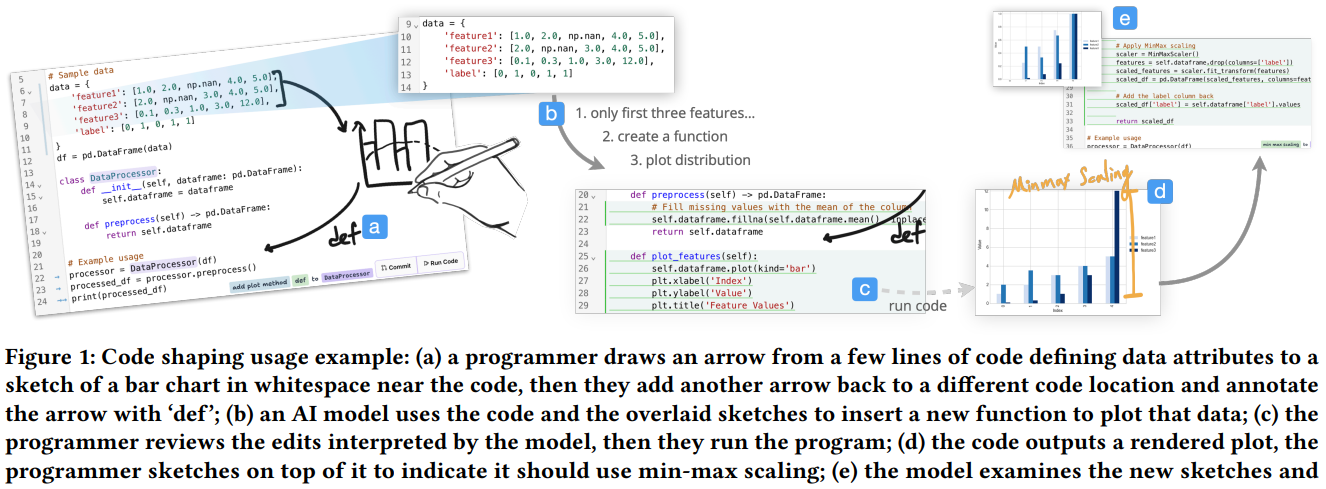 5
# Sample data
6 data = {
7 'feature1': [1.0, 2.0, np.nan, 4.0, 5.0],
8 'feature2': [2.0, np.nan, 3.0, 4.0, 5.0],
9 'feature3': [0.1, 0.3, 1.0, 3.0, 12.0],
10 'label': [0, 1, 0, 1, 1]
11 }
12 df = pd.DataFrame(data)
13
14 class DataProcessor:
15 def __init__(self, dataframe: pd.DataFrame):
16 self.dataframe = dataframe
17
18 def preprocess(self) -> pd.DataFrame:
19 return self.dataframe
20
21 # Example usage
22 processor = DataProcessor(df)
23 processed_df = processor.preprocess()
24 print(processed_df)
add plot method def to DataProcessor
Commit
Run Code
def
a
9 data = {
10 'feature1': [1.0, 2.0, np.nan, 4.0, 5.0],
11 'feature2': [2.0, np.nan, 3.0, 4.0, 5.0],
12 'feature3': [0.1, 0.3, 1.0, 3.0, 12.0],
13 'label': [0, 1, 0, 1, 1]
14 }
b
1. only first three features...
2. create a function
3. plot distribution
20 def preprocess(self) -> pd.DataFrame:
21 # Fill missing values with the mean of the colum
22 self.dataframe.fillna(self.dataframe.mean(), inplace
23 return self.dataframe
24
25 def plot_features(self):
26 self.dataframe.plot(kind='bar')
27 plt.xlabel('Index')
28 plt.ylabel('Value')
29 plt.title('Feature Values')
def
c
run code
Minmax Scaling
d
Value
Index
feature1
feature2
feature3
e
# Apply MinMax scaling
scaler = MinMaxScaler()
features = self.dataframe.drop(columns=['label'])
scaled_features = scaler.fit_transform(features)
scaled_df = pd.DataFrame(scaled_features, columns=feat
# Add the label column back
31 scaled_df['label'] = self.dataframe['label'].values
32
33 return scaled_df
35 # Example usage
processor = DataProcessor(df)
min max scaling to
Figure 1: Code shaping usage example: (a) a programmer draws an arrow from a few lines of code defining data attributes to a
sketch of a bar chart in whitespace near the code, then they add another arrow back to a different code location and annotate
the arrow with ‘def’; (b) an AI model uses the code and the overlaid sketches to insert a new function to plot that data; (c) the
programmer reviews the edits interpreted by the model, then they run the program; (d) the code outputs a rendered plot, the
programmer sketches on top of it to indicate it should use min-max scaling; (e) the model examines the new sketches and